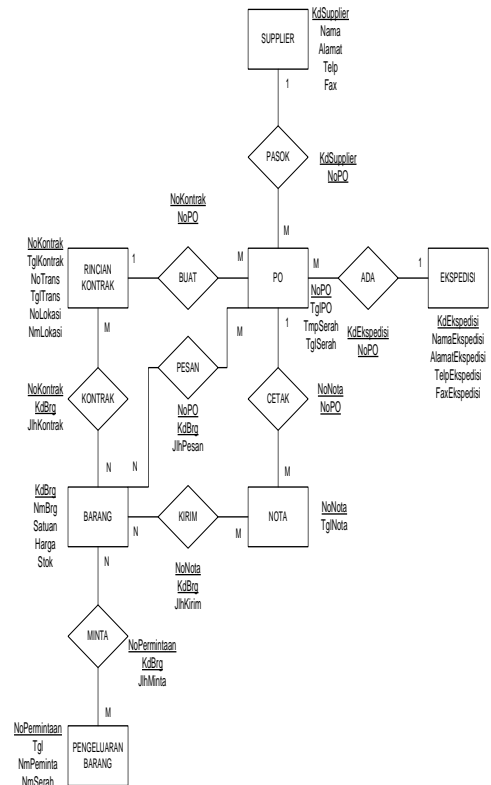 KdSupplier
Nama
Alamat
Telp
Fax
SUPPLIER
1
PASOK
KdSupplier
NoPO
M
NoKontrak
NoPO
NoKontrak
TglKontrak
NoTrans
TglTrans
NoLokasi
NmLokasi
RINCIAN
KONTRAK
1
BUAT
M
PO
M
ADA
1
EKSPEDISI
NoPO
TglPO
TmpSerah
TglSerah
KdEkspedisi
NoPO
KdEkspedisi
NamaEkspedisi
AlamatEkspedisi
TelpEkspedisi
FaxEkspedisi
M
M
1
PESAN
NoPO
KdBrg
JlhPesan
NoKontrak
KdBrg
JlhKontrak
KONTRAK
CETAK
NoNota
NoPO
N
N
M
KdBrg
NmBrg
Satuan
Harga
Stok
BARANG
N
KIRIM
M
NOTA
NoNota
TglNota
NoNota
KdBrg
JlhKirim
N
MINTA
NoPermintaan
KdBrg
JlhMinta
M
NoPermintaan
Tgl
NmPeminta
NmSerah
PENGELUARAN
BARANG